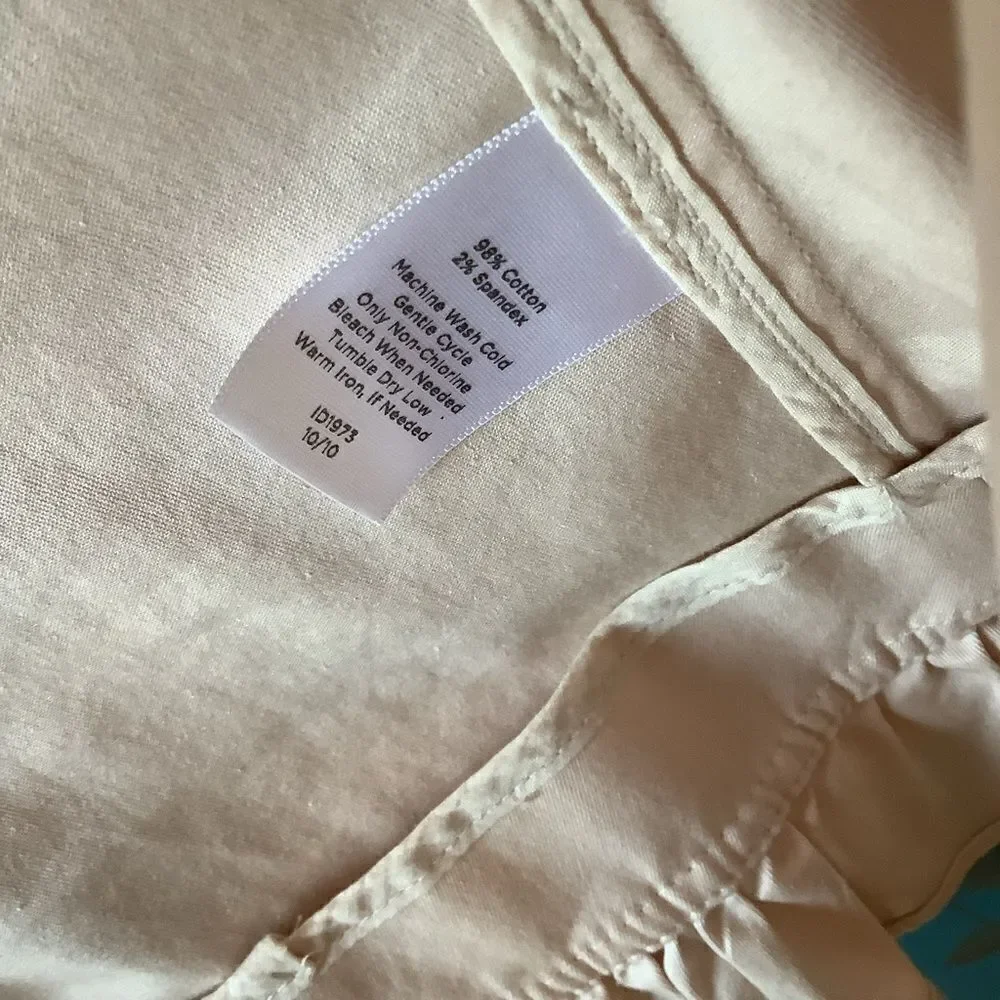 98% Cotton
2% Spandex
Machine Wash Cold
Gentle Cycle
Only Non-Chlorine
Bleach When Needed
Tumble Dry Low
Warm Iron, If Needed
ID1973
10/10